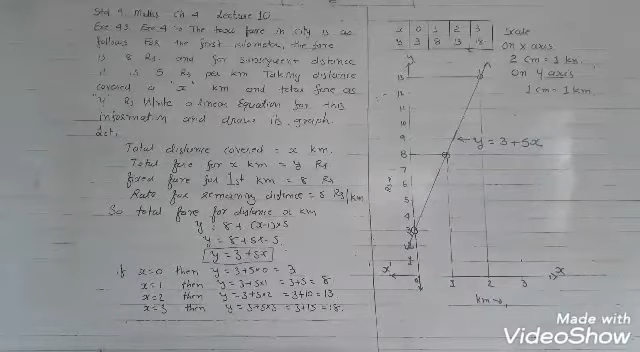 Std 9 Maths Ch 4 Lecture 10
Exe 4.3 Exe 4 → The taxi fare in city is as
follows For the first kilometer, the fare
is 8 Rs. and for subsequent distance
it is 5 Rs per km Taking distance
covered a "x" km and total fare as
"y" Rs Write a linear Equation for this
information and draw its graph
Total distance covered = x km.
Total fare for x km = y Rs
fixed fare for 1st km = 8 Rs
Rate for remaining distance = 8 Rs/km
So total fare for distance x km
y = 8 + (x-1)×5
y = 8+5x-5
y = 3+5x
if x=0 then y = 3+5×0 = 3
x=1 then y = 3+5×1 = 3+5 = 8
x=2 then y = 3+5×2 = 3+10 = 13
x=3 then y = 3+5×3 = 3+15 = 18.
x 0 1 2 3
y 3 8 13 18
Scale
on x axis
2 cm = 1 km
on y axis
1 cm = 1 km
y
13
12
11
10
9
8
7
6
5
4
3
2
1
y = 3+5x
x' 1 2 3 x
km →
Made with
VideoShow